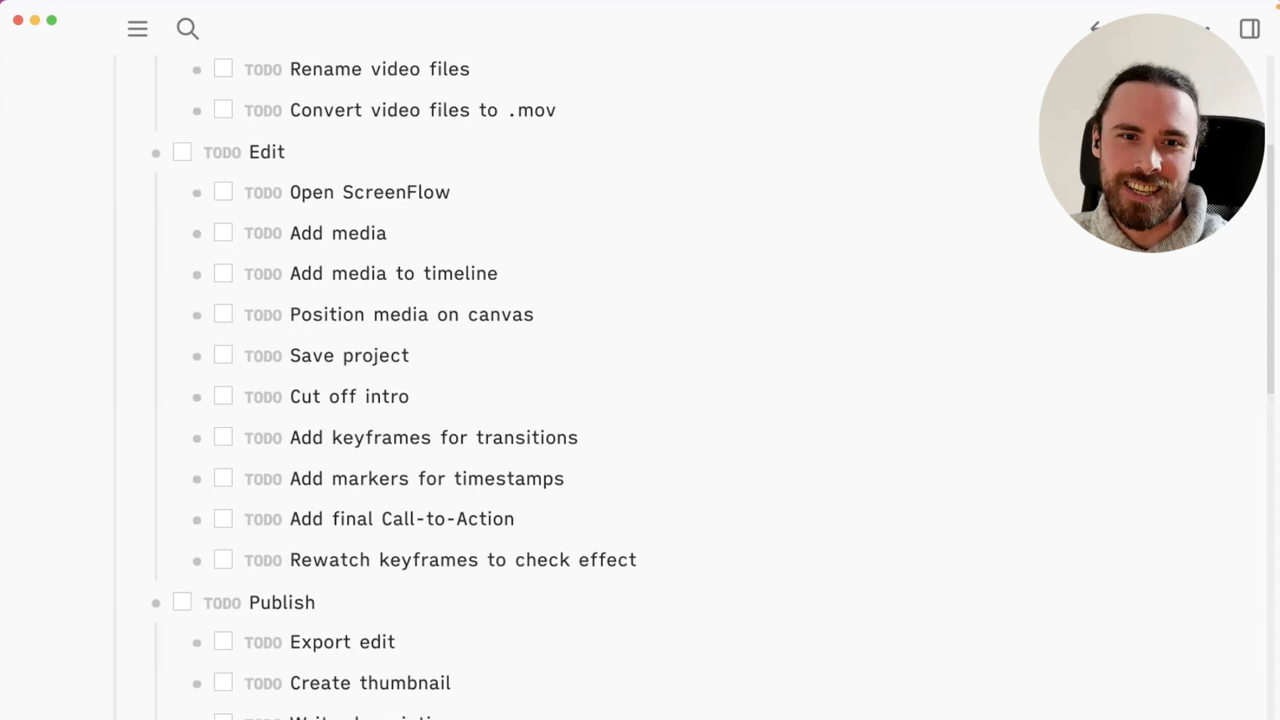 TODO Rename video files
TODO Convert video files to .mov
TODO Edit
TODO Open ScreenFlow
TODO Add media
TODO Add media to timeline
TODO Position media on canvas
TODO Save project
TODO Cut off intro
TODO Add keyframes for transitions
TODO Add markers for timestamps
TODO Add final Call-to-Action
TODO Rewatch keyframes to check effect
TODO Publish
TODO Export edit
TODO Create thumbnail